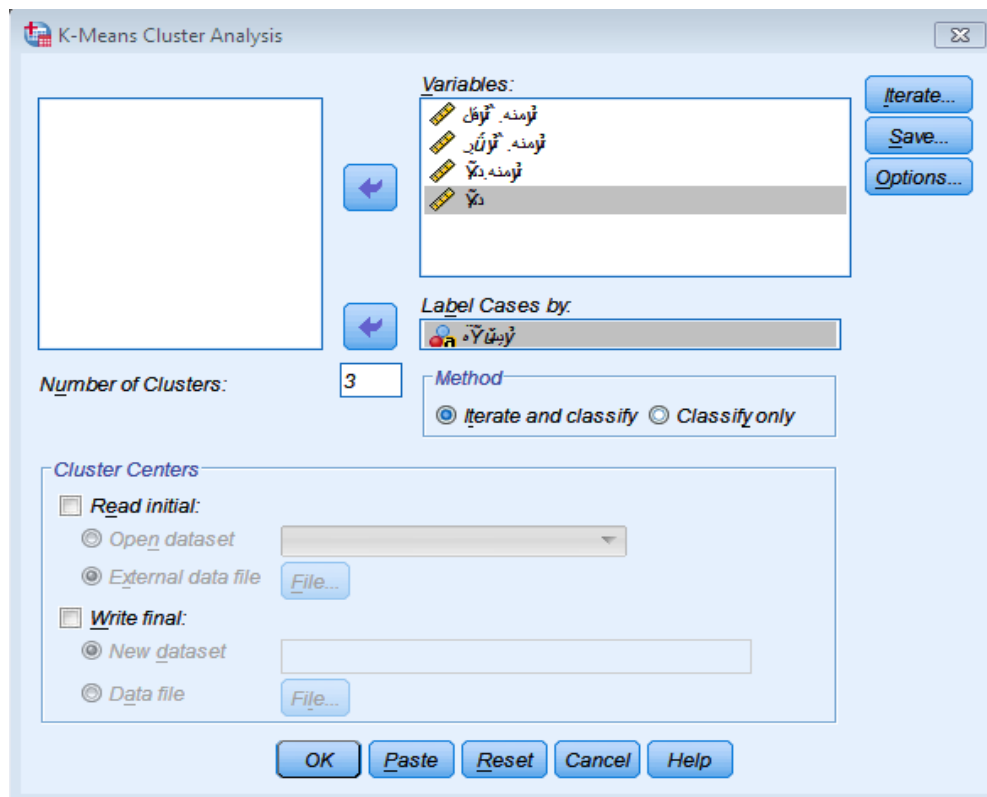 K-Means Cluster Analysis
Variables:
Label Cases by:
Number of Clusters:
3
Method
Iterate and classify
Classify only
Iterate...
Save...
Options...
Cluster Centers
Read initial:
Open dataset
External data file
File...
Write final:
New dataset
Data file
File...
OK
Paste
Reset
Cancel
Help